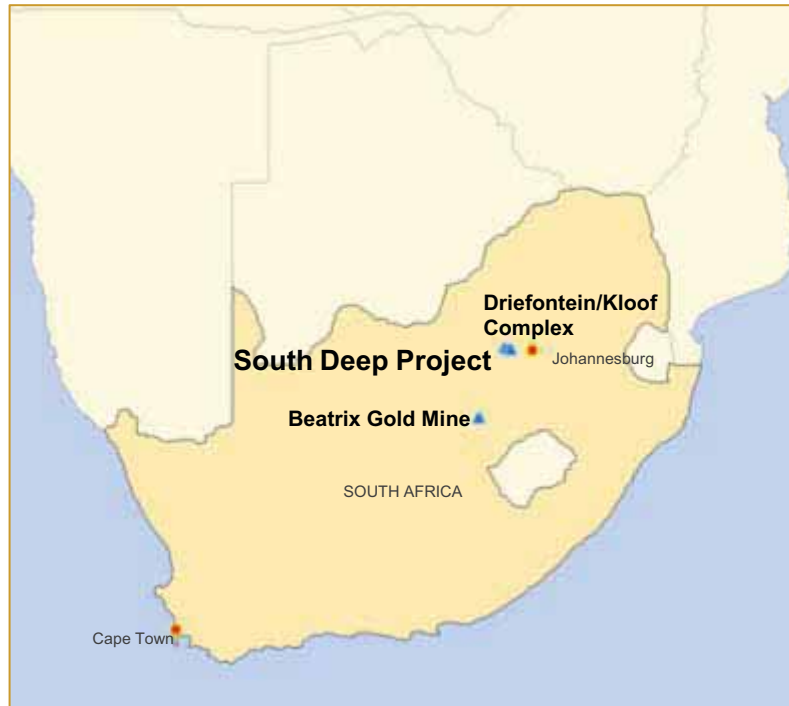 Driefontein/Kloof
Complex
South Deep Project
Johannesburg
Beatrix Gold Mine
SOUTH AFRICA
Cape Town